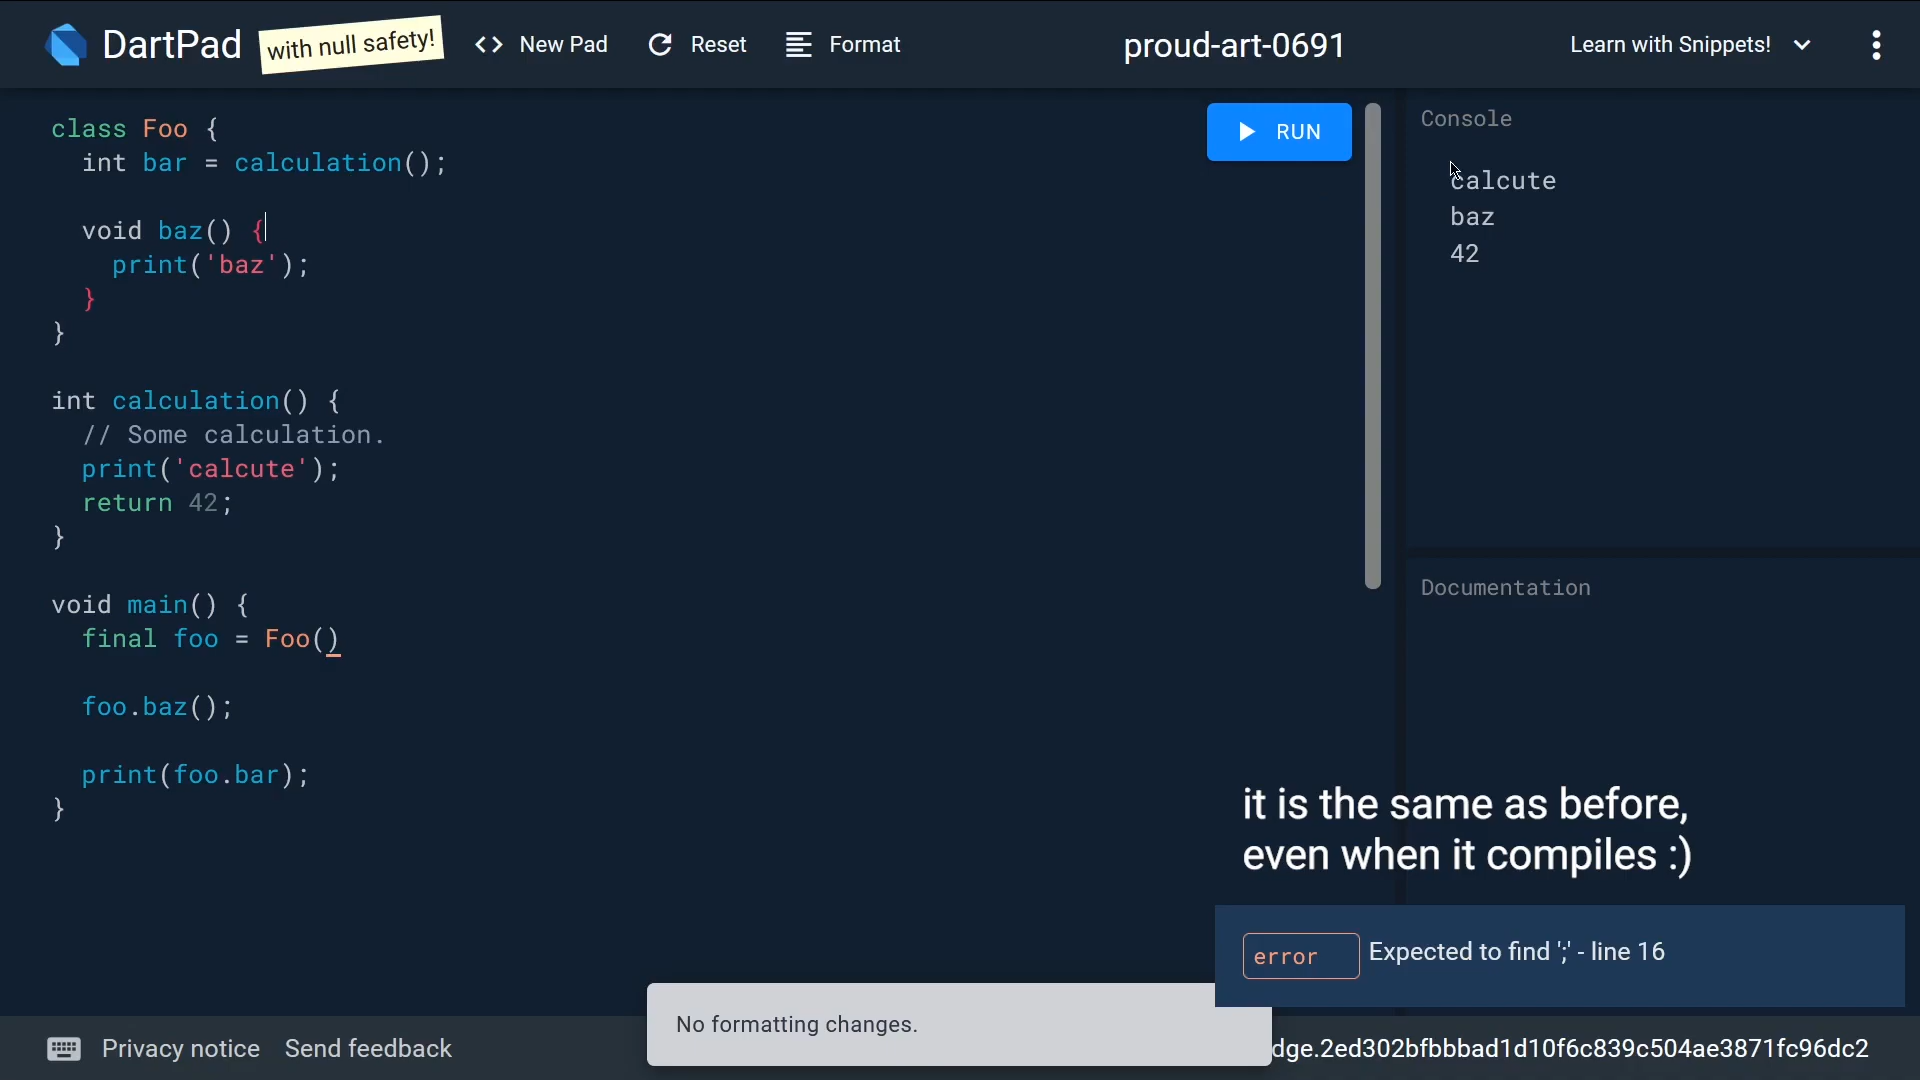 DartPad
with null safety!
New Pad
Reset
Format
proud-art-0691
Learn with Snippets!
class Foo {
  int bar = calculation();
  void baz() {
    print('baz');
  }
}
int calculation() {
  // Some calculation.
  print('calcute');
  return 42;
}
void main() {
  final foo = Foo()
  foo.baz();
  print(foo.bar);
}
RUN
Console
calcute
baz
42
Documentation
it is the same as before,
even when it compiles :)
error Expected to find ';' - line 16
No formatting changes.
Privacy notice
Send feedback
dge.2ed302bfbbbad1d10f6c839c504ae3871fc96dc2